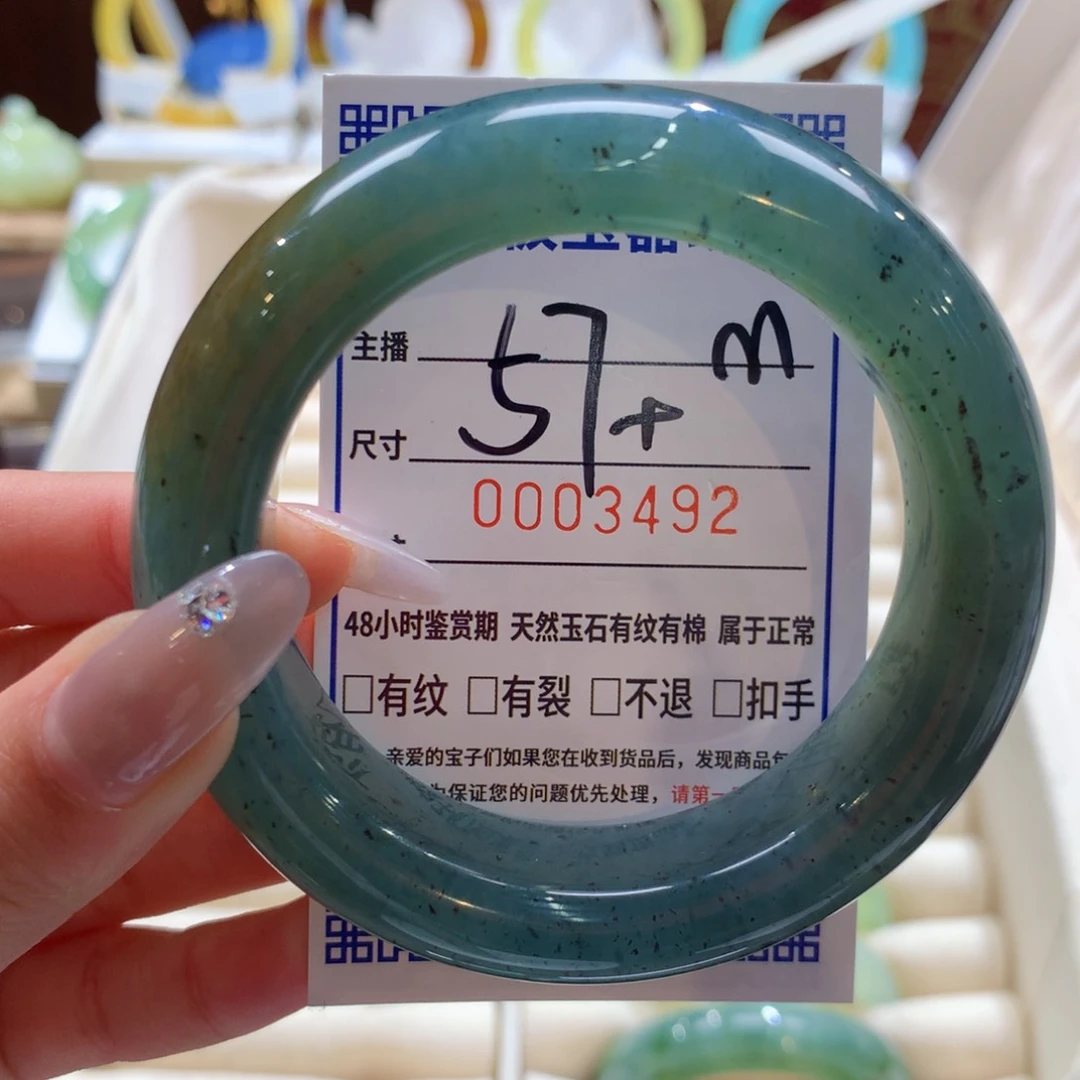 主播 m
尺寸 57+
0003492
48小时鉴赏期 天然玉石有纹有棉 属于正常
□有纹 □有裂 □不退 □扣手
亲爱的宝子们如果您在收到货品后，发现商品
保证您的问题优先处理，请第一